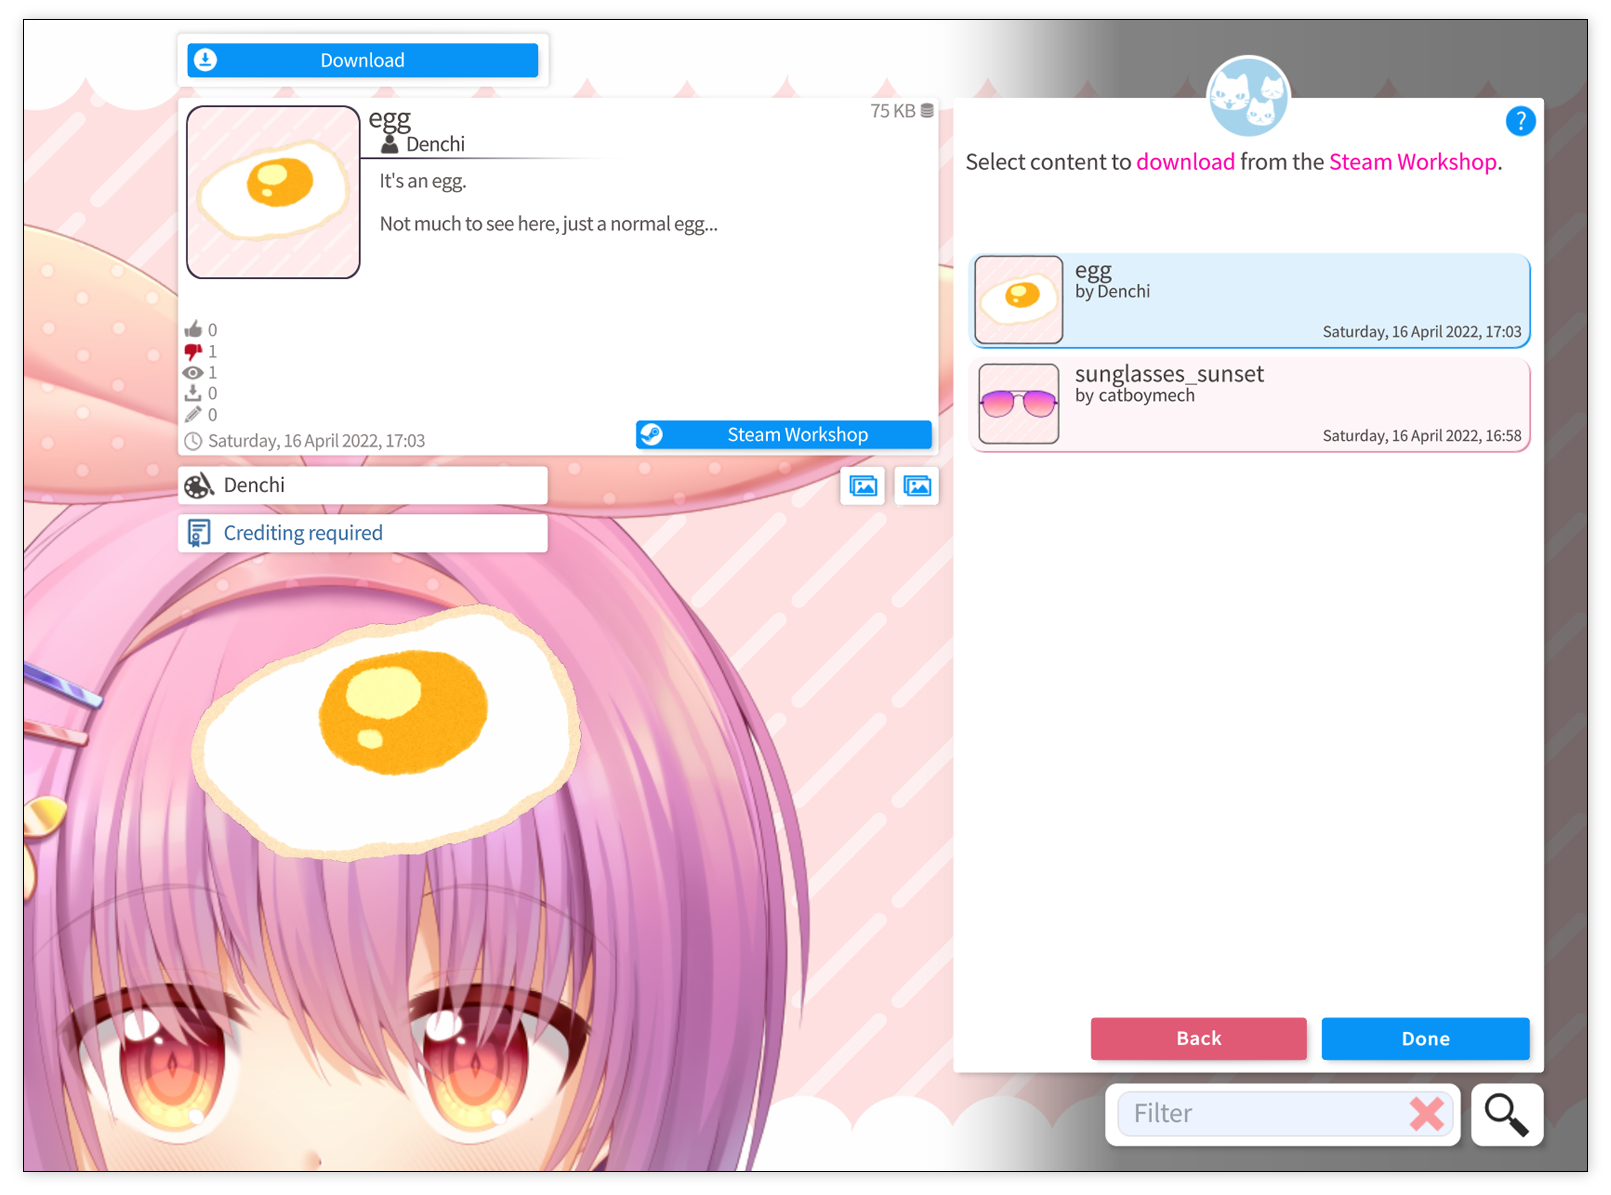 Download
egg
75 KB
Denchi
It's an egg.
Not much to see here, just a normal egg...
0
1
1
0
0
Saturday, 16 April 2022, 17:03
Steam Workshop
Denchi
Crediting required
?
Select content to download from the Steam Workshop.
egg
by Denchi
Saturday, 16 April 2022, 17:03
sunglasses_sunset
by catboymech
Saturday, 16 April 2022, 16:58
Back
Done
Filter